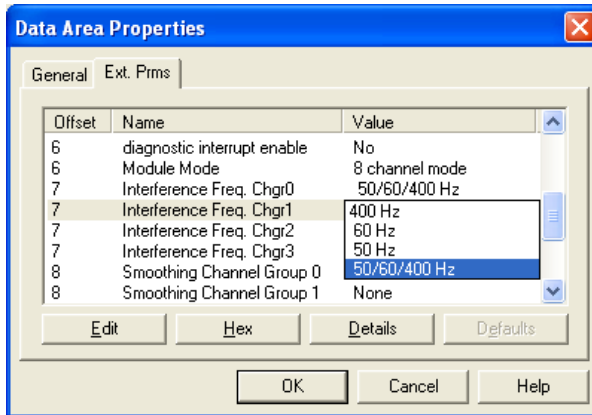 Data Area Properties
General Ext. Prms
Offset Name Value
6 diagnostic interrupt enable No
6 Module Mode 8 channel mode
7 Interference Freq. Chgr0 50/60/400 Hz
7 Interference Freq. Chgr1 400 Hz
7 Interference Freq. Chgr2 60 Hz
7 Interference Freq. Chgr3 50 Hz
8 Smoothing Channel Group 0 50/60/400 Hz
8 Smoothing Channel Group 1 None
Edit Hex Details Defaults
OK Cancel Help